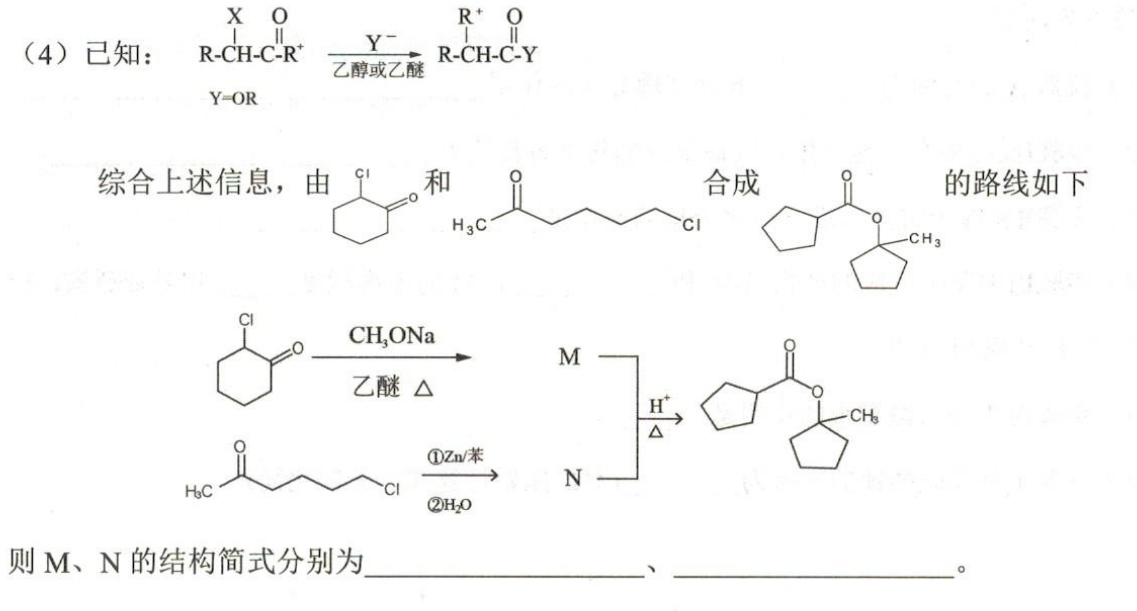 X O R⁺ O
（4）已知： R-CH-C-R⁺ Y⁻ R-CH-C-Y
乙醇或乙醚
Y=OR
综合上述信息，由 Cl O 和 O H₃C Cl 合成 O O CH₃ 的路线如下
Cl O CH₃ONa 乙醚 △ M H⁺ △ O O CH₃
O H₃C Cl ①Zn/苯 ②H₂O N
则 M、N 的结构简式分别为 、 。